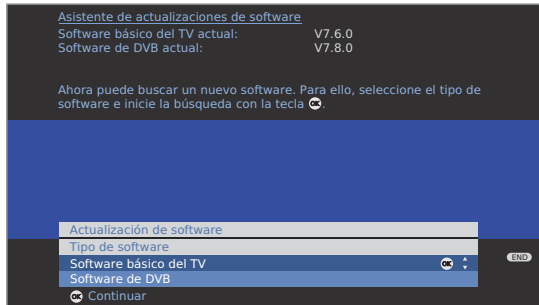 Asistente de actualizaciones de software
Software básico del TV actual: V7.6.0
Software de DVB actual: V7.8.0
Ahora puede buscar un nuevo software. Para ello, seleccione el tipo de
software e inicie la búsqueda con la tecla OK.
Actualización de software
Tipo de software
Software básico del TV OK
END
Software de DVB
OK Continuar